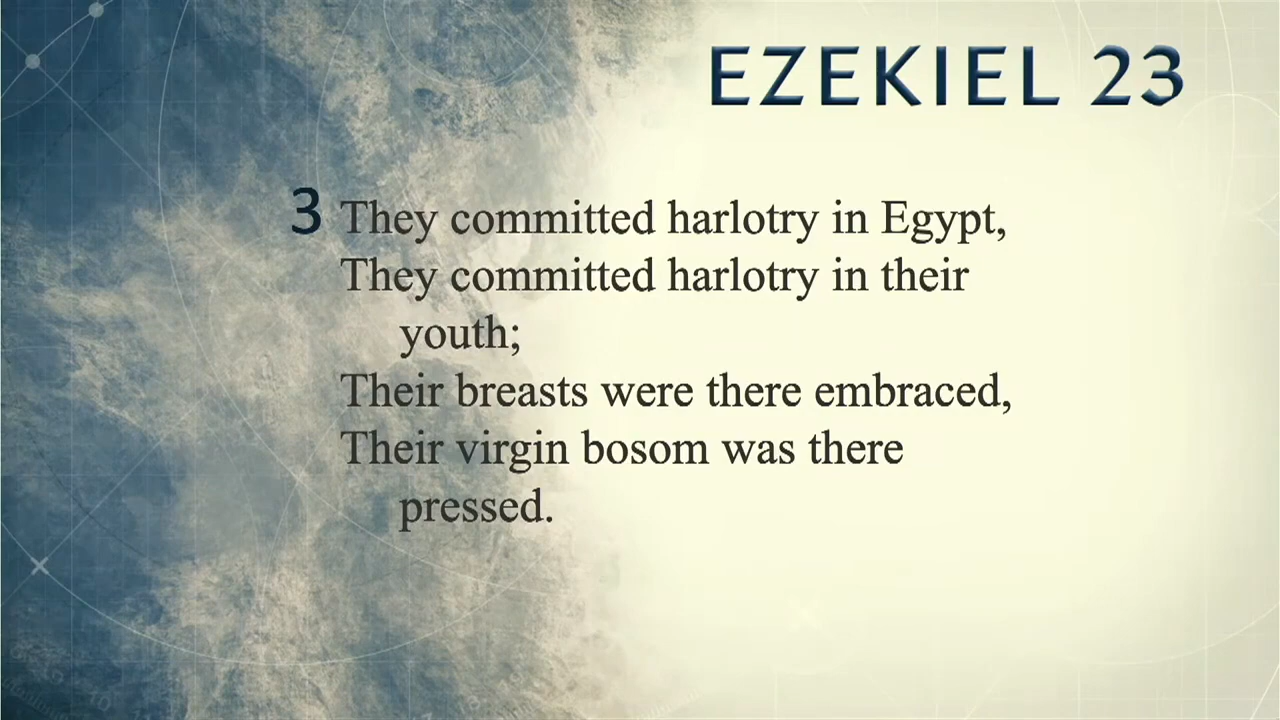 EZEKIEL 23
3 They committed harlotry in Egypt,
They committed harlotry in their
youth;
Their breasts were there embraced,
Their virgin bosom was there
pressed.